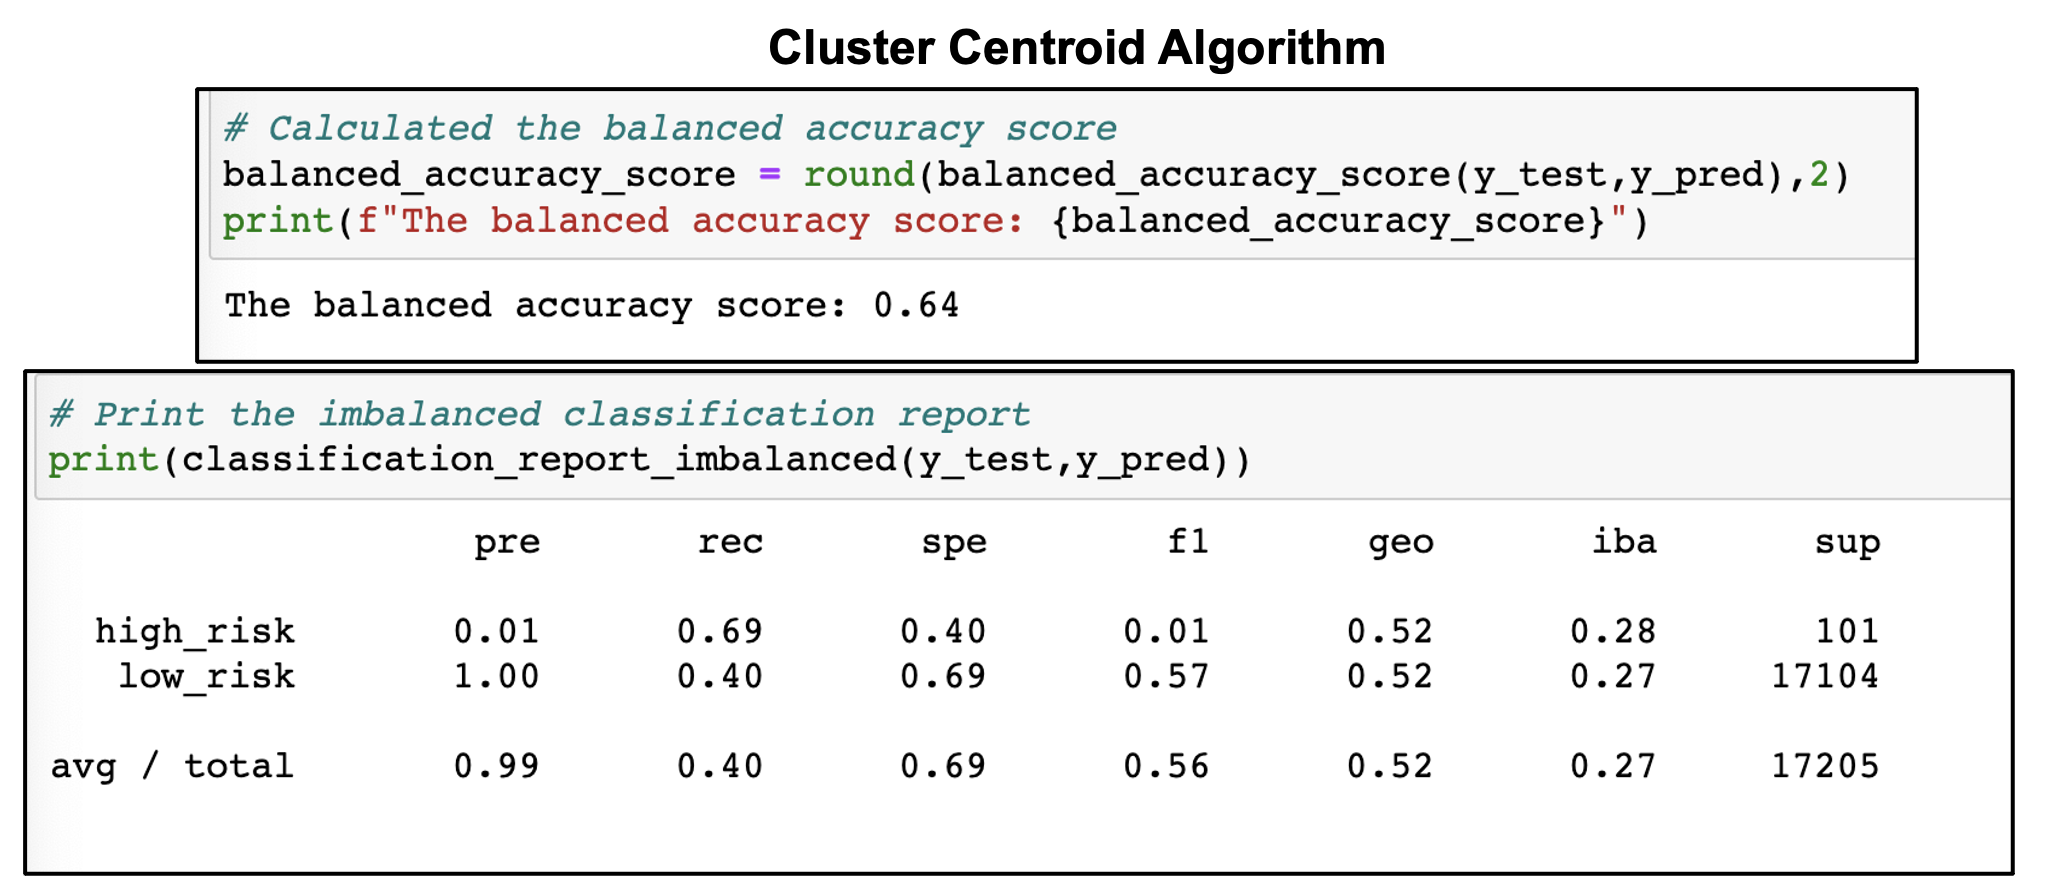 Cluster Centroid Algorithm
# Calculated the balanced accuracy score
balanced_accuracy_score = round(balanced_accuracy_score(y_test,y_pred),2)
print(f"The balanced accuracy score: {balanced_accuracy_score}")
The balanced accuracy score: 0.64
# Print the imbalanced classification report
print(classification_report_imbalanced(y_test,y_pred))
pre rec spe f1 geo iba sup
high_risk 0.01 0.69 0.40 0.01 0.52 0.28 101
low_risk 1.00 0.40 0.69 0.57 0.52 0.27 17104
avg / total 0.99 0.40 0.69 0.56 0.52 0.27 17205